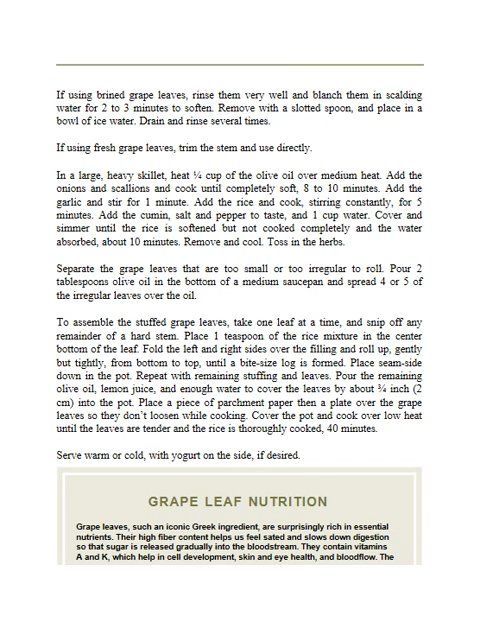 If using brined grape leaves, rinse them very well and blanch them in scalding
water for 2 to 3 minutes to soften. Remove with a slotted spoon, and place in a
bowl of ice water. Drain and rinse several times.
If using fresh grape leaves, trim the stem and use directly.
In a large, heavy skillet, heat ¼ cup of the olive oil over medium heat. Add the
onions and scallions and cook until completely soft, 8 to 10 minutes. Add the
garlic and stir for 1 minute. Add the rice and cook, stirring constantly, for 5
minutes. Add the cumin, salt and pepper to taste, and 1 cup water. Cover and
simmer until the rice is softened but not cooked completely and the water
absorbed, about 10 minutes. Remove and cool. Toss in the herbs.
Separate the grape leaves that are too small or too irregular to roll. Pour 2
tablespoons olive oil in the bottom of a medium saucepan and spread 4 or 5 of
the irregular leaves over the oil.
To assemble the stuffed grape leaves, take one leaf at a time, and snip off any
remainder of a hard stem. Place 1 teaspoon of the rice mixture in the center
bottom of the leaf. Fold the left and right sides over the filling and roll up, gently
but tightly, from bottom to top, until a bite-size log is formed. Place seam-side
down in the pot. Repeat with remaining stuffing and leaves. Pour the remaining
olive oil, lemon juice, and enough water to cover the leaves by about ¾ inch (2
cm) into the pot. Place a piece of parchment paper then a plate over the grape
leaves so they don’t loosen while cooking. Cover the pot and cook over low heat
until the leaves are tender and the rice is thoroughly cooked, 40 minutes.
Serve warm or cold, with yogurt on the side, if desired.
GRAPE LEAF NUTRITION
Grape leaves, such an iconic Greek ingredient, are surprisingly rich in essential
nutrients. Their high fiber content helps us feel sated and slows down digestion
so that sugar is released gradually into the bloodstream. They contain vitamins
A and K, which help in cell development, skin and eye health, and bloodflow. The